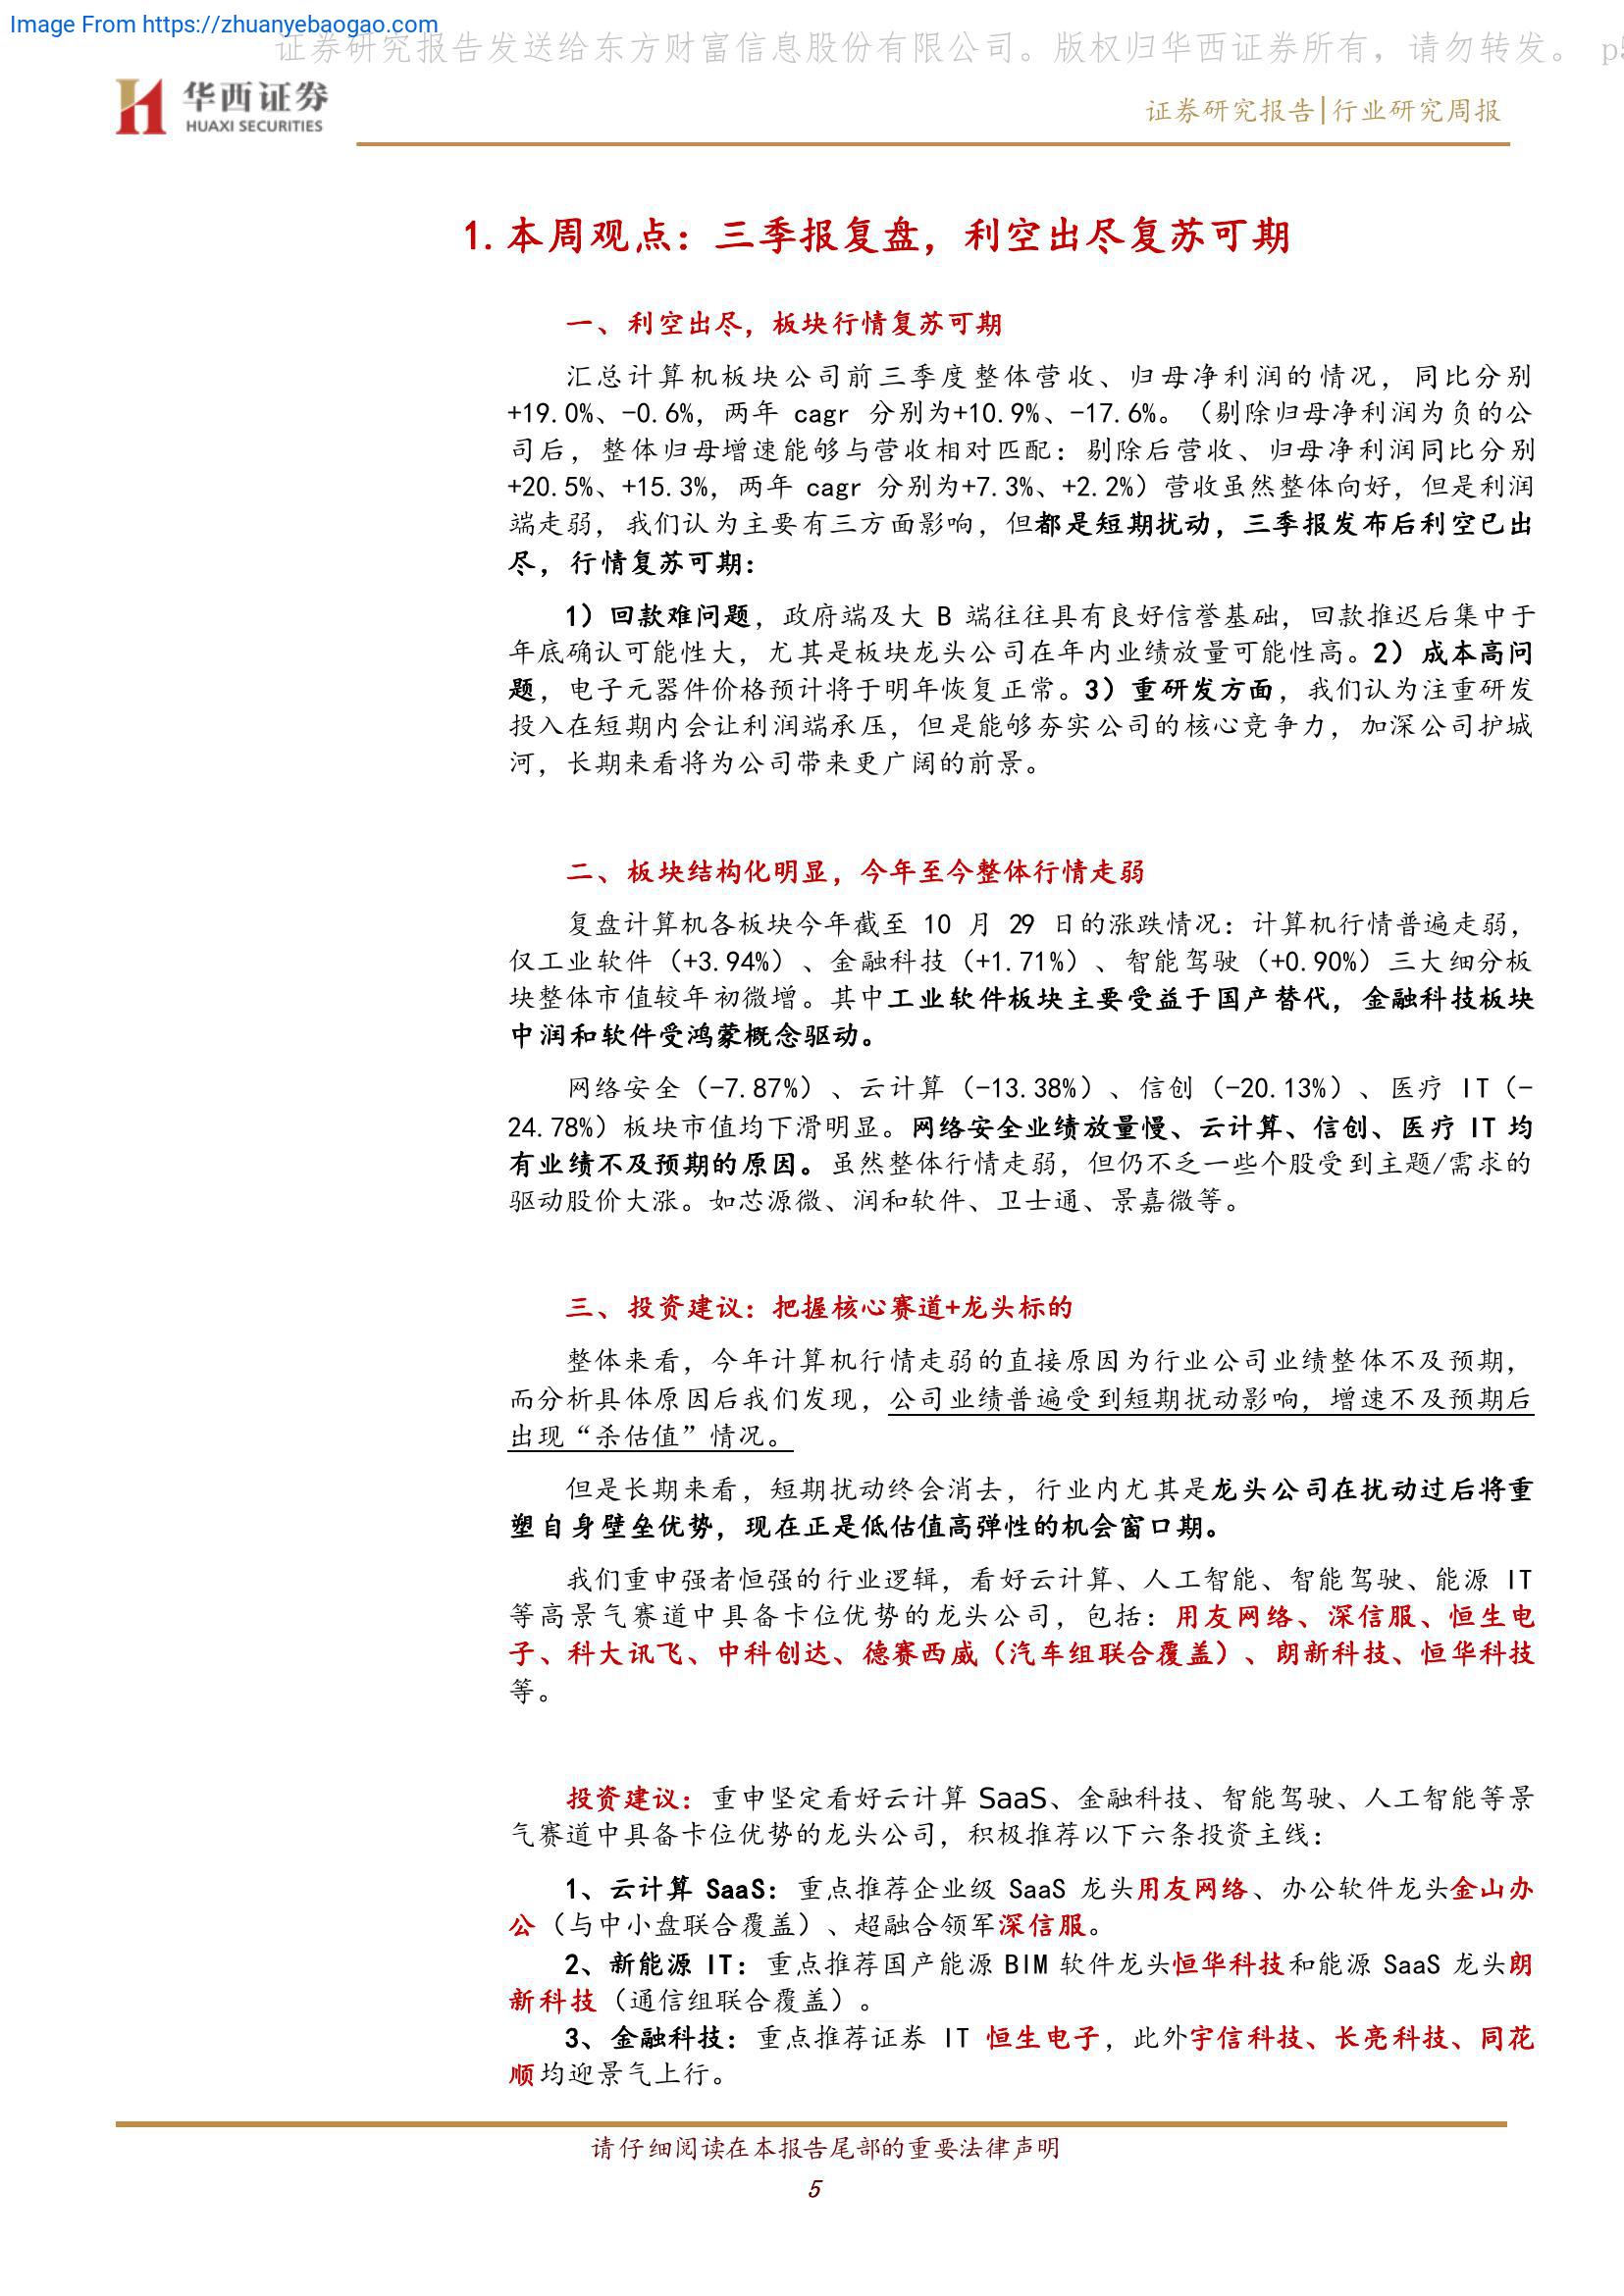 Image From https://zhuanyebaogao.com
证券研究报告发送给东方财富信息股份有限公司。版权归华西证券所有，请勿转发。 p5
华西证券
HUAXI SECURITIES
证券研究报告|行业研究周报
1.本周观点：三季报复盘，利空出尽复苏可期
一、利空出尽，板块行情复苏可期
汇总计算机板块公司前三季度整体营收、归母净利润的情况，同比分别
+19.0%、-0.6%，两年 cagr 分别为+10.9%、-17.6%。（剔除归母净利润为负的公
司后，整体归母增速能够与营收相对匹配：剔除后营收、归母净利润同比分别
+20.5%、+15.3%，两年 cagr 分别为+7.3%、+2.2%）营收虽然整体向好，但是利润
端走弱，我们认为主要有三方面影响，但都是短期扰动，三季报发布后利空已出
尽，行情复苏可期：
1）回款难问题，政府端及大 B 端往往具有良好信誉基础，回款推迟后集中于
年底确认可能性大，尤其是板块龙头公司在年内业绩放量可能性高。2）成本高问
题，电子元器件价格预计将于明年恢复正常。3）重研发方面，我们认为注重研发
投入在短期内会让利润端承压，但是能够夯实公司的核心竞争力，加深公司护城
河，长期来看将为公司带来更广阔的前景。
二、板块结构化明显，今年至今整体行情走弱
复盘计算机各板块今年截至 10 月 29 日的涨跌情况：计算机行情普遍走弱，
仅工业软件（+3.94%）、金融科技（+1.71%）、智能驾驶（+0.90%）三大细分板
块整体市值较年初微增。其中工业软件板块主要受益于国产替代，金融科技板块
中润和软件受鸿蒙概念驱动。
网络安全（-7.87%）、云计算（-13.38%）、信创（-20.13%）、医疗 IT（-
24.78%）板块市值均下滑明显。网络安全业绩放量慢、云计算、信创、医疗 IT 均
有业绩不及预期的原因。虽然整体行情走弱，但仍不乏一些个股受到主题/需求的
驱动股价大涨。如芯源微、润和软件、卫士通、景嘉微等。
三、投资建议：把握核心赛道+龙头标的
整体来看，今年计算机行情走弱的直接原因为行业公司业绩整体不及预期，
而分析具体原因后我们发现，公司业绩普遍受到短期扰动影响，增速不及预期后
出现“杀估值”情况。
但是长期来看，短期扰动终会消去，行业内尤其是龙头公司在扰动过后将重
塑自身壁垒优势，现在正是低估值高弹性的机会窗口期。
我们重申强者恒强的行业逻辑，看好云计算、人工智能、智能驾驶、能源 IT
等高景气赛道中具备卡位优势的龙头公司，包括：用友网络、深信服、恒生电
子、科大讯飞、中科创达、德赛西威（汽车组联合覆盖）、朗新科技、恒华科技
等。
投资建议：重申坚定看好云计算 SaaS、金融科技、智能驾驶、人工智能等景
气赛道中具备卡位优势的龙头公司，积极推荐以下六条投资主线：
1、云计算 SaaS：重点推荐企业级 SaaS 龙头用友网络、办公软件龙头金山办
公（与中小盘联合覆盖）、超融合领军深信服。
2、新能源 IT：重点推荐国产能源 BIM 软件龙头恒华科技和能源 SaaS 龙头朗
新科技（通信组联合覆盖）。
3、金融科技：重点推荐证券 IT 恒生电子，此外宇信科技、长亮科技、同花
顺均迎景气上行。
请仔细阅读在本报告尾部的重要法律声明
5